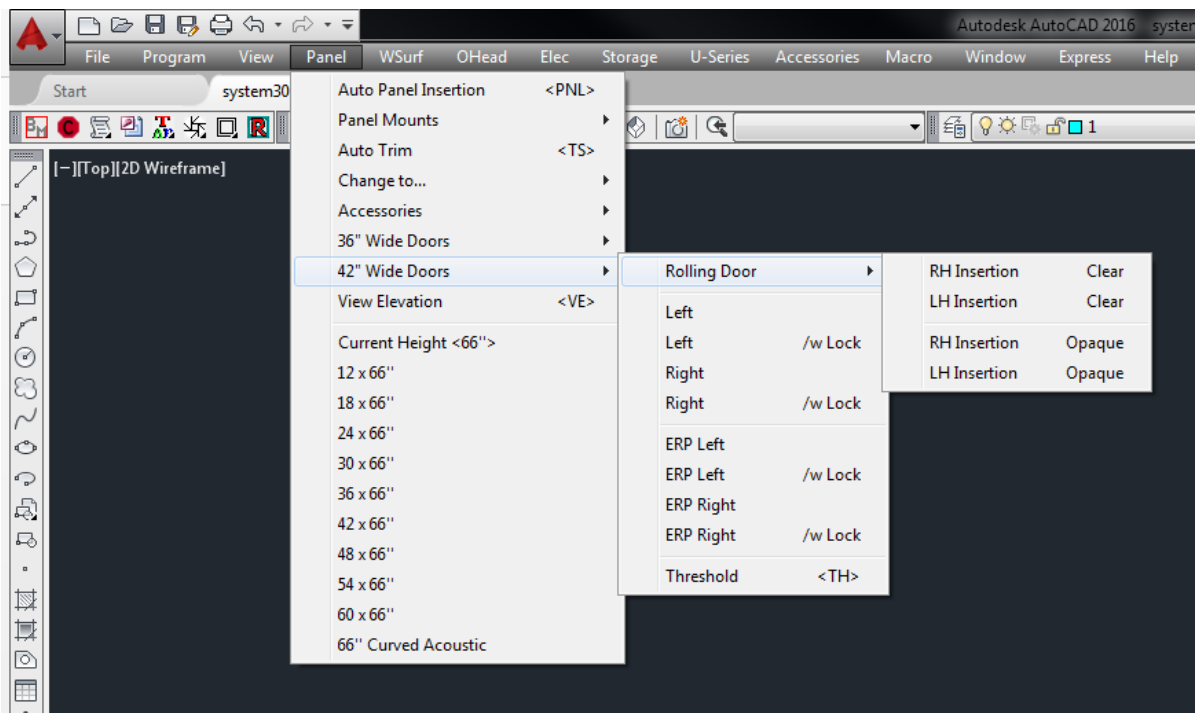 Autodesk AutoCAD 2016 system
File Program View Panel WSurf OHead Elec Storage U-Series Accessories Macro Window Express Help
Start system30
BM C T R 1
[−][Top][2D Wireframe]
Auto Panel Insertion <PNL>
Panel Mounts
Auto Trim <TS>
Change to...
Accessories
36" Wide Doors
42" Wide Doors
View Elevation <VE>
Current Height <66">
12 x 66''
18 x 66''
24 x 66''
30 x 66''
36 x 66''
42 x 66''
48 x 66''
54 x 66''
60 x 66''
66'' Curved Acoustic
Rolling Door
Left
Left /w Lock
Right
Right /w Lock
ERP Left
ERP Left /w Lock
ERP Right
ERP Right /w Lock
Threshold <TH>
RH Insertion Clear
LH Insertion Clear
RH Insertion Opaque
LH Insertion Opaque